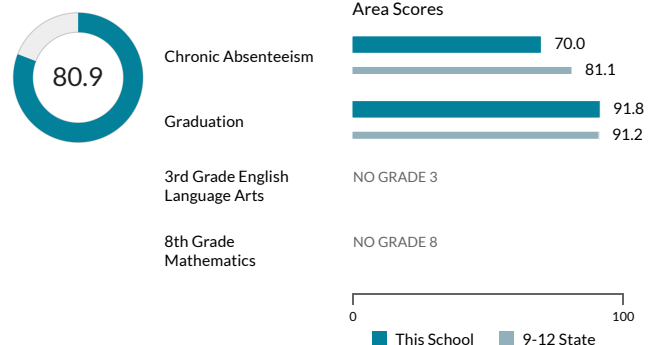 Area Scores
80.9
Chronic Absenteeism
70.0
81.1
Graduation
91.8
91.2
3rd Grade English
Language Arts
NO GRADE 3
8th Grade
Mathematics
NO GRADE 8
0
100
This School
9-12 State